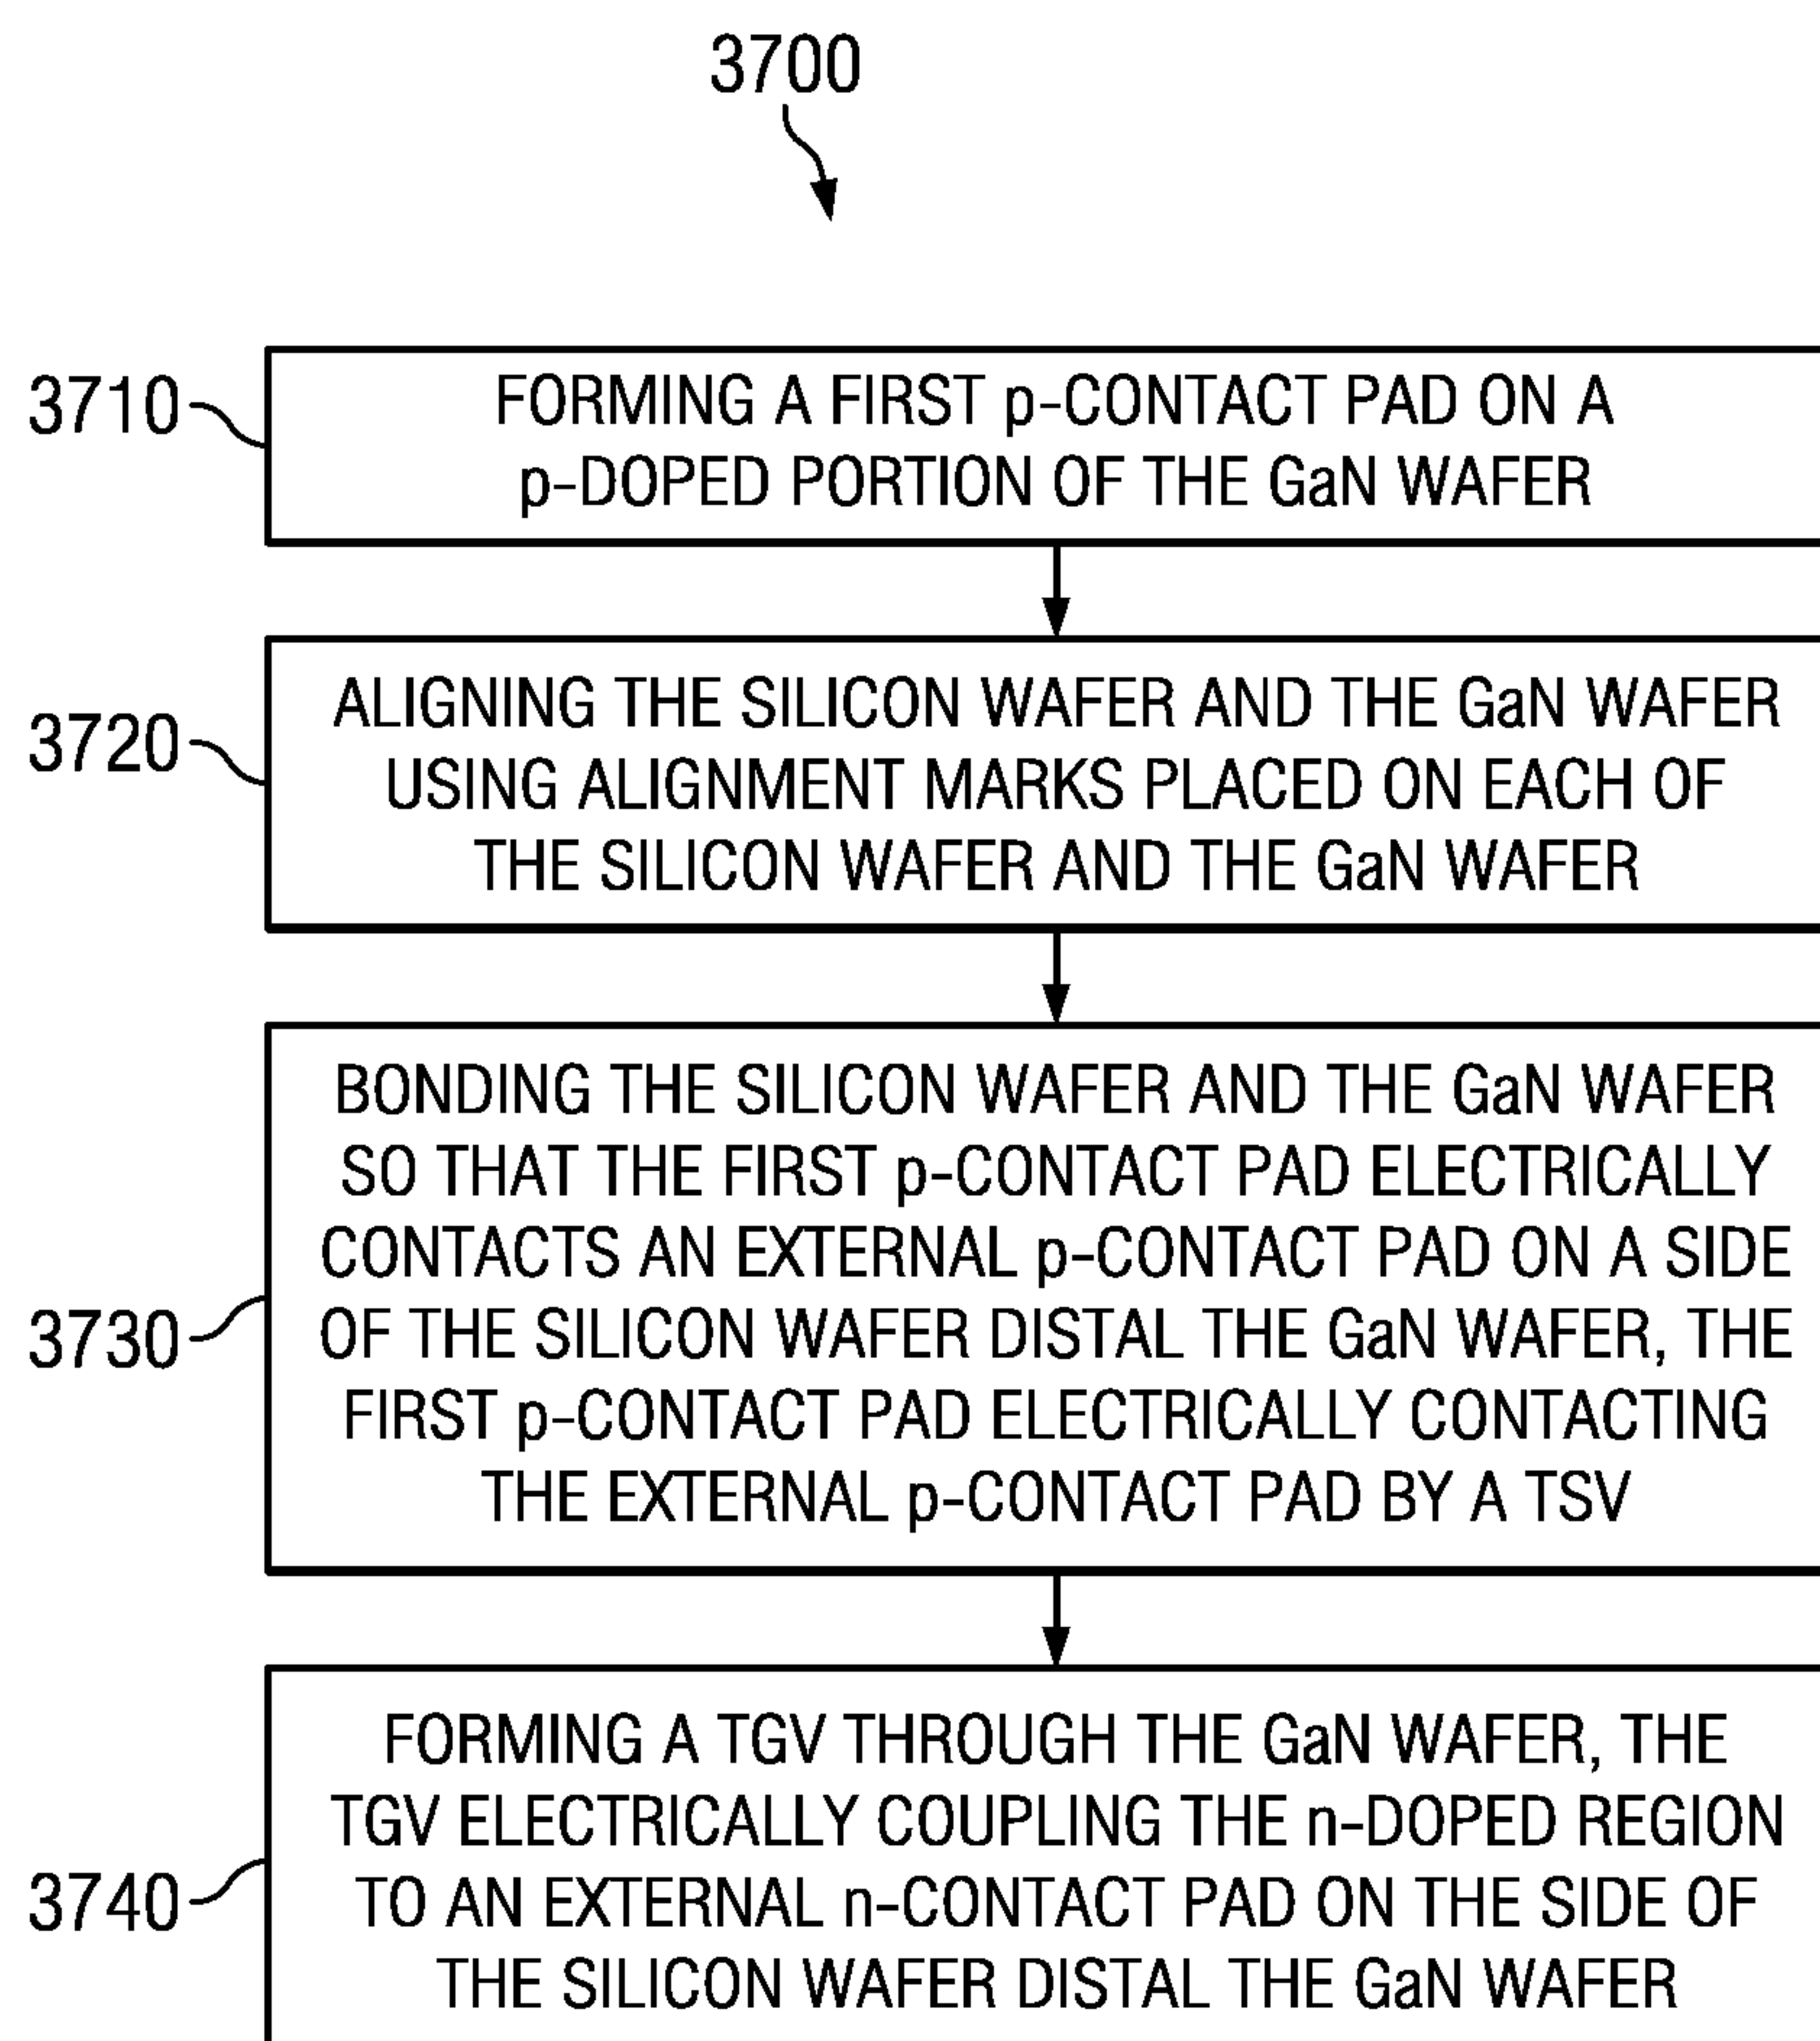 3700
3710
FORMING A FIRST p-CONTACT PAD ON A
p-DOPED PORTION OF THE GaN WAFER
3720
ALIGNING THE SILICON WAFER AND THE GaN WAFER
USING ALIGNMENT MARKS PLACED ON EACH OF
THE SILICON WAFER AND THE GaN WAFER
3730
BONDING THE SILICON WAFER AND THE GaN WAFER
SO THAT THE FIRST p-CONTACT PAD ELECTRICALLY
CONTACTS AN EXTERNAL p-CONTACT PAD ON A SIDE
OF THE SILICON WAFER DISTAL THE GaN WAFER, THE
FIRST p-CONTACT PAD ELECTRICALLY CONTACTING
THE EXTERNAL p-CONTACT PAD BY A TSV
3740
FORMING A TGV THROUGH THE GaN WAFER, THE
TGV ELECTRICALLY COUPLING THE n-DOPED REGION
TO AN EXTERNAL n-CONTACT PAD ON THE SIDE OF
THE SILICON WAFER DISTAL THE GaN WAFER